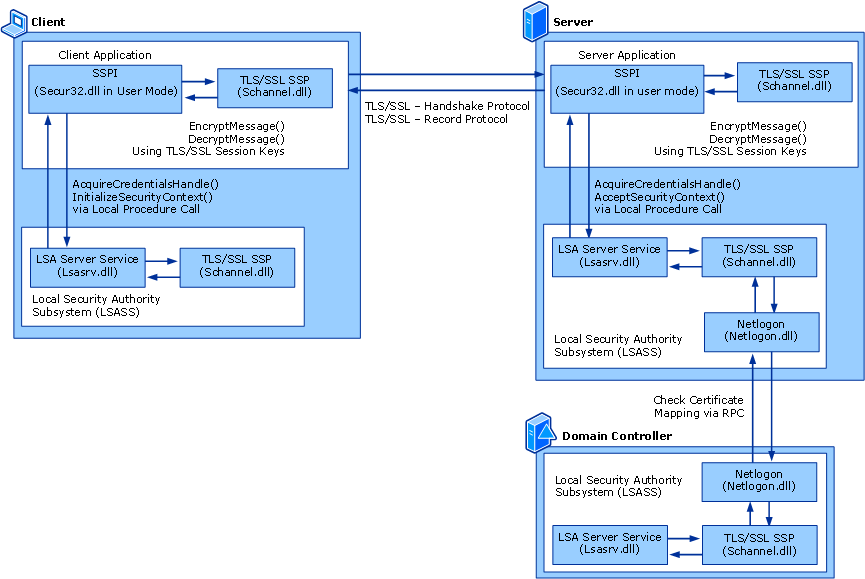 Client
Client Application
SSPI
(Secur32.dll in User Mode)
TLS/SSL SSP
(Schannel.dll)
EncryptMessage()
DecryptMessage()
Using TLS/SSL Session Keys
AcquireCredentialsHandle()
InitializeSecurityContext()
via Local Procedure Call
LSA Server Service
(Lsasrv.dll)
TLS/SSL SSP
(Schannel.dll)
Local Security Authority
Subsystem (LSASS)
TLS/SSL – Handshake Protocol
TLS/SSL – Record Protocol
Server
Server Application
SSPI
(Secur32.dll in user mode)
TLS/SSL SSP
(Schannel.dll)
EncryptMessage()
DecryptMessage()
Using TLS/SSL Session Keys
AcquireCredentialsHandle()
AcceptSecurityContext()
via Local Procedure Call
LSA Server Service
(Lsasrv.dll)
TLS/SSL SSP
(Schannel.dll)
Netlogon
(Netlogon.dll)
Local Security Authority
Subsystem (LSASS)
Check Certificate
Mapping via RPC
Domain Controller
Local Security Authority
Subsystem (LSASS)
Netlogon
(Netlogon.dll)
LSA Server Service
(Lsasrv.dll)
TLS/SSL SSP
(Schannel.dll)